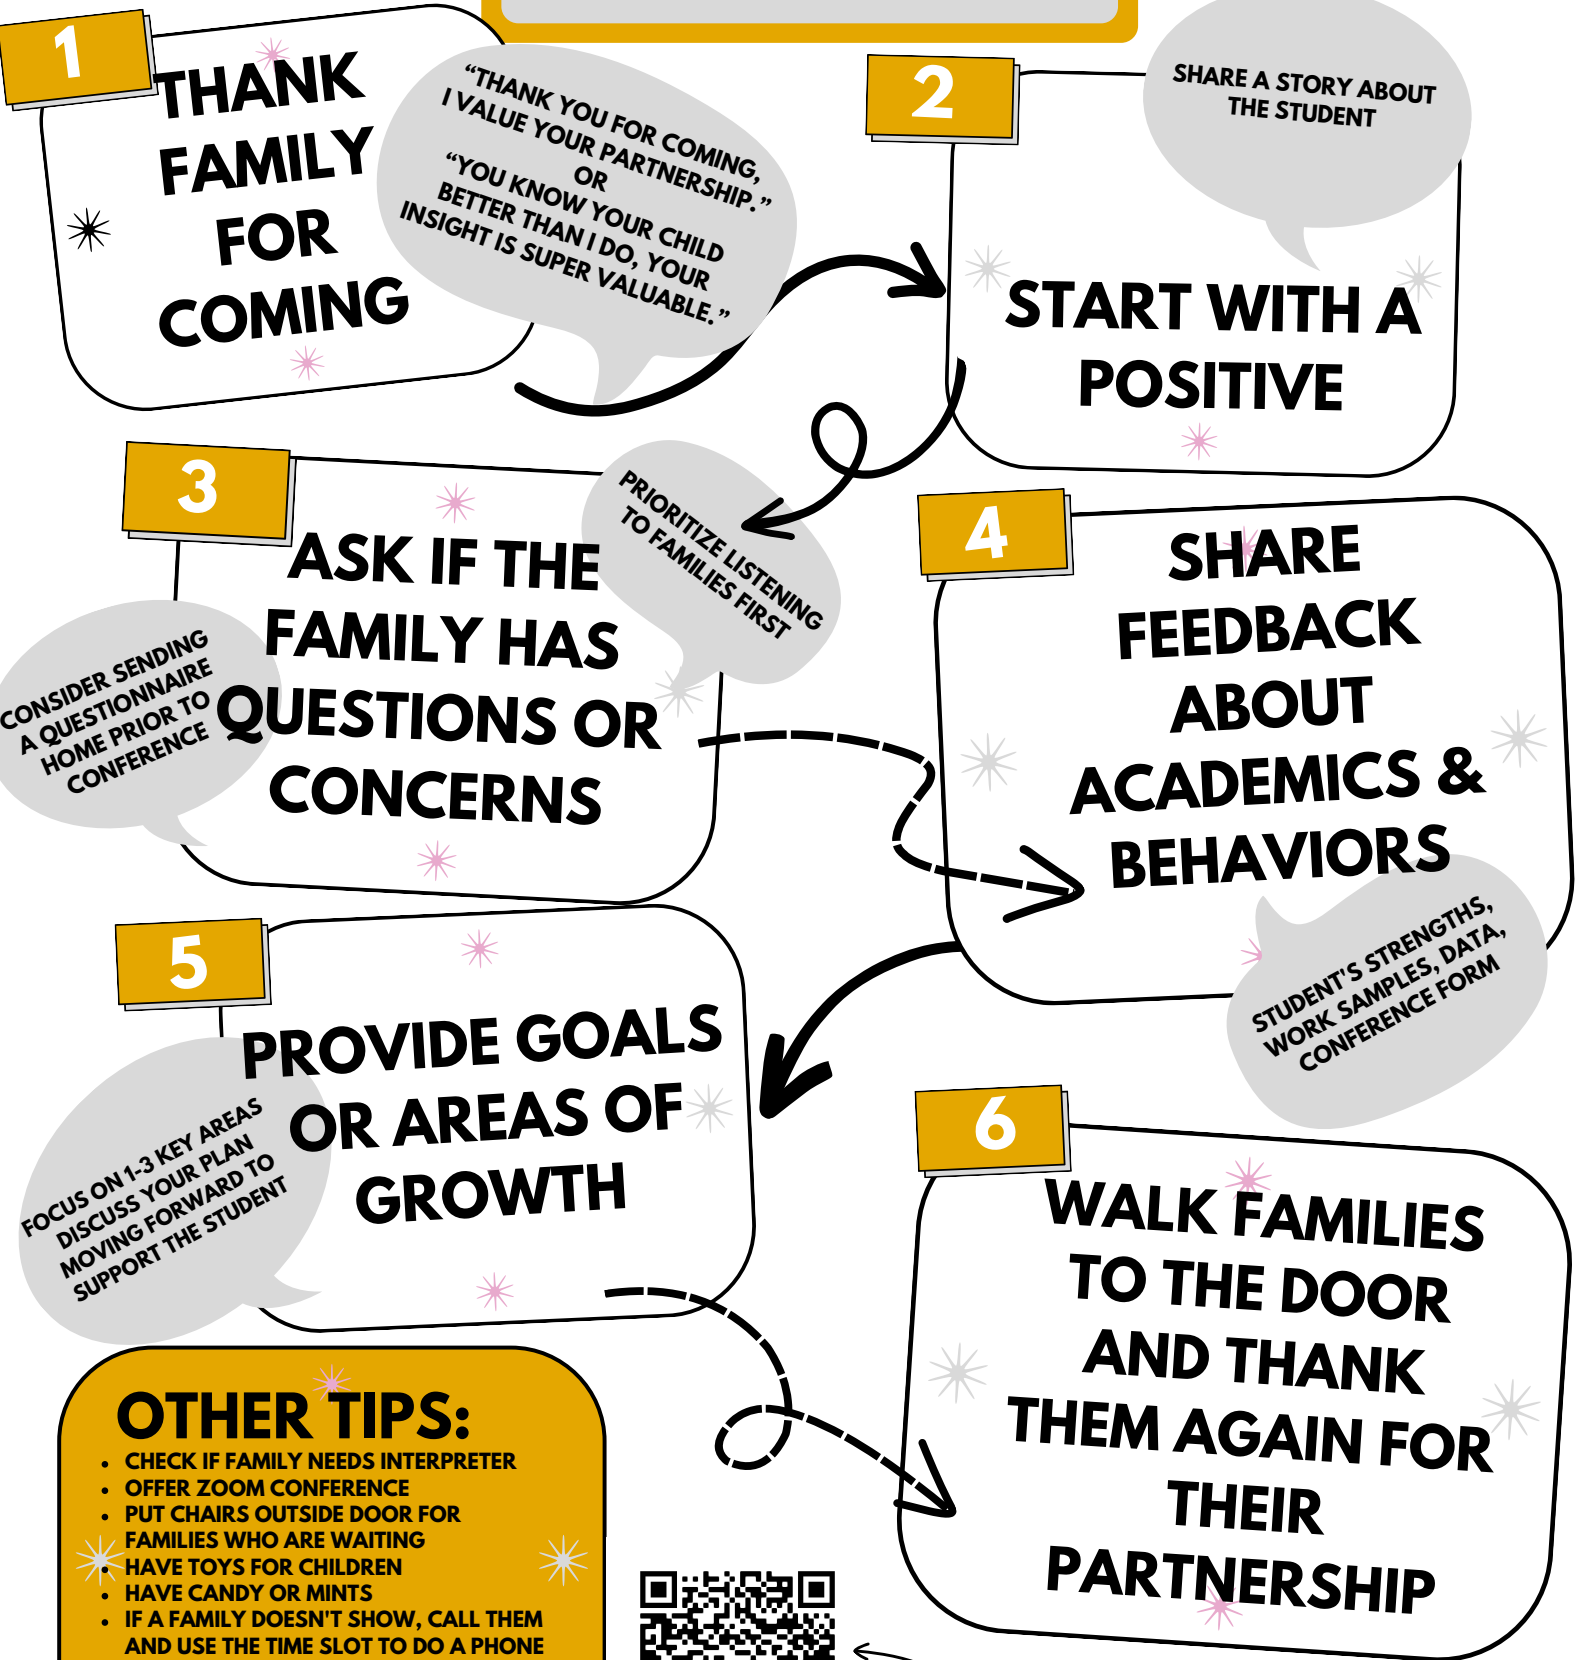 1
THANK
FAMILY
FOR
COMING
“THANK YOU FOR COMING,
I VALUE YOUR PARTNERSHIP.”
OR
“YOU KNOW YOUR CHILD
BETTER THAN I DO, YOUR
INSIGHT IS SUPER VALUABLE.”
2
SHARE A STORY ABOUT
THE STUDENT
START WITH A
POSITIVE
3
ASK IF THE
FAMILY HAS
QUESTIONS OR
CONCERNS
PRIORITIZE LISTENING
TO FAMILIES FIRST
CONSIDER SENDING
A QUESTIONNAIRE
HOME PRIOR TO
CONFERENCE
4
SHARE
FEEDBACK
ABOUT
ACADEMICS &
BEHAVIORS
STUDENT'S STRENGTHS,
WORK SAMPLES, DATA,
CONFERENCE FORM
5
PROVIDE GOALS
OR AREAS OF
GROWTH
FOCUS ON 1-3 KEY AREAS
DISCUSS YOUR PLAN
MOVING FORWARD TO
SUPPORT THE STUDENT
6
WALK FAMILIES
TO THE DOOR
AND THANK
THEM AGAIN FOR
THEIR
PARTNERSHIP
OTHER TIPS:
• CHECK IF FAMILY NEEDS INTERPRETER
• OFFER ZOOM CONFERENCE
• PUT CHAIRS OUTSIDE DOOR FOR
FAMILIES WHO ARE WAITING
• HAVE TOYS FOR CHILDREN
• HAVE CANDY OR MINTS
• IF A FAMILY DOESN'T SHOW, CALL THEM
AND USE THE TIME SLOT TO DO A PHONE